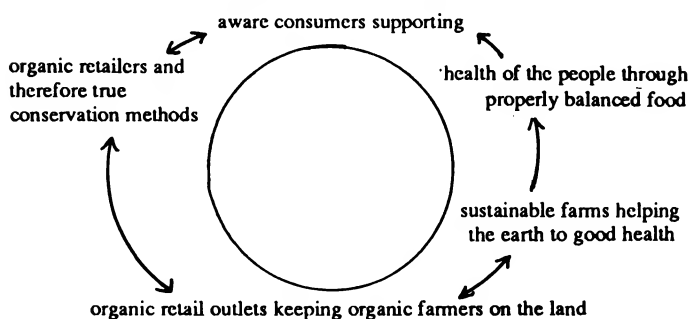 aware consumers supporting
organic retailers and
therefore true
conservation methods
health of the people through
properly balanced food
sustainable farms helping
the earth to good health
organic retail outlets keeping organic farmers on the land